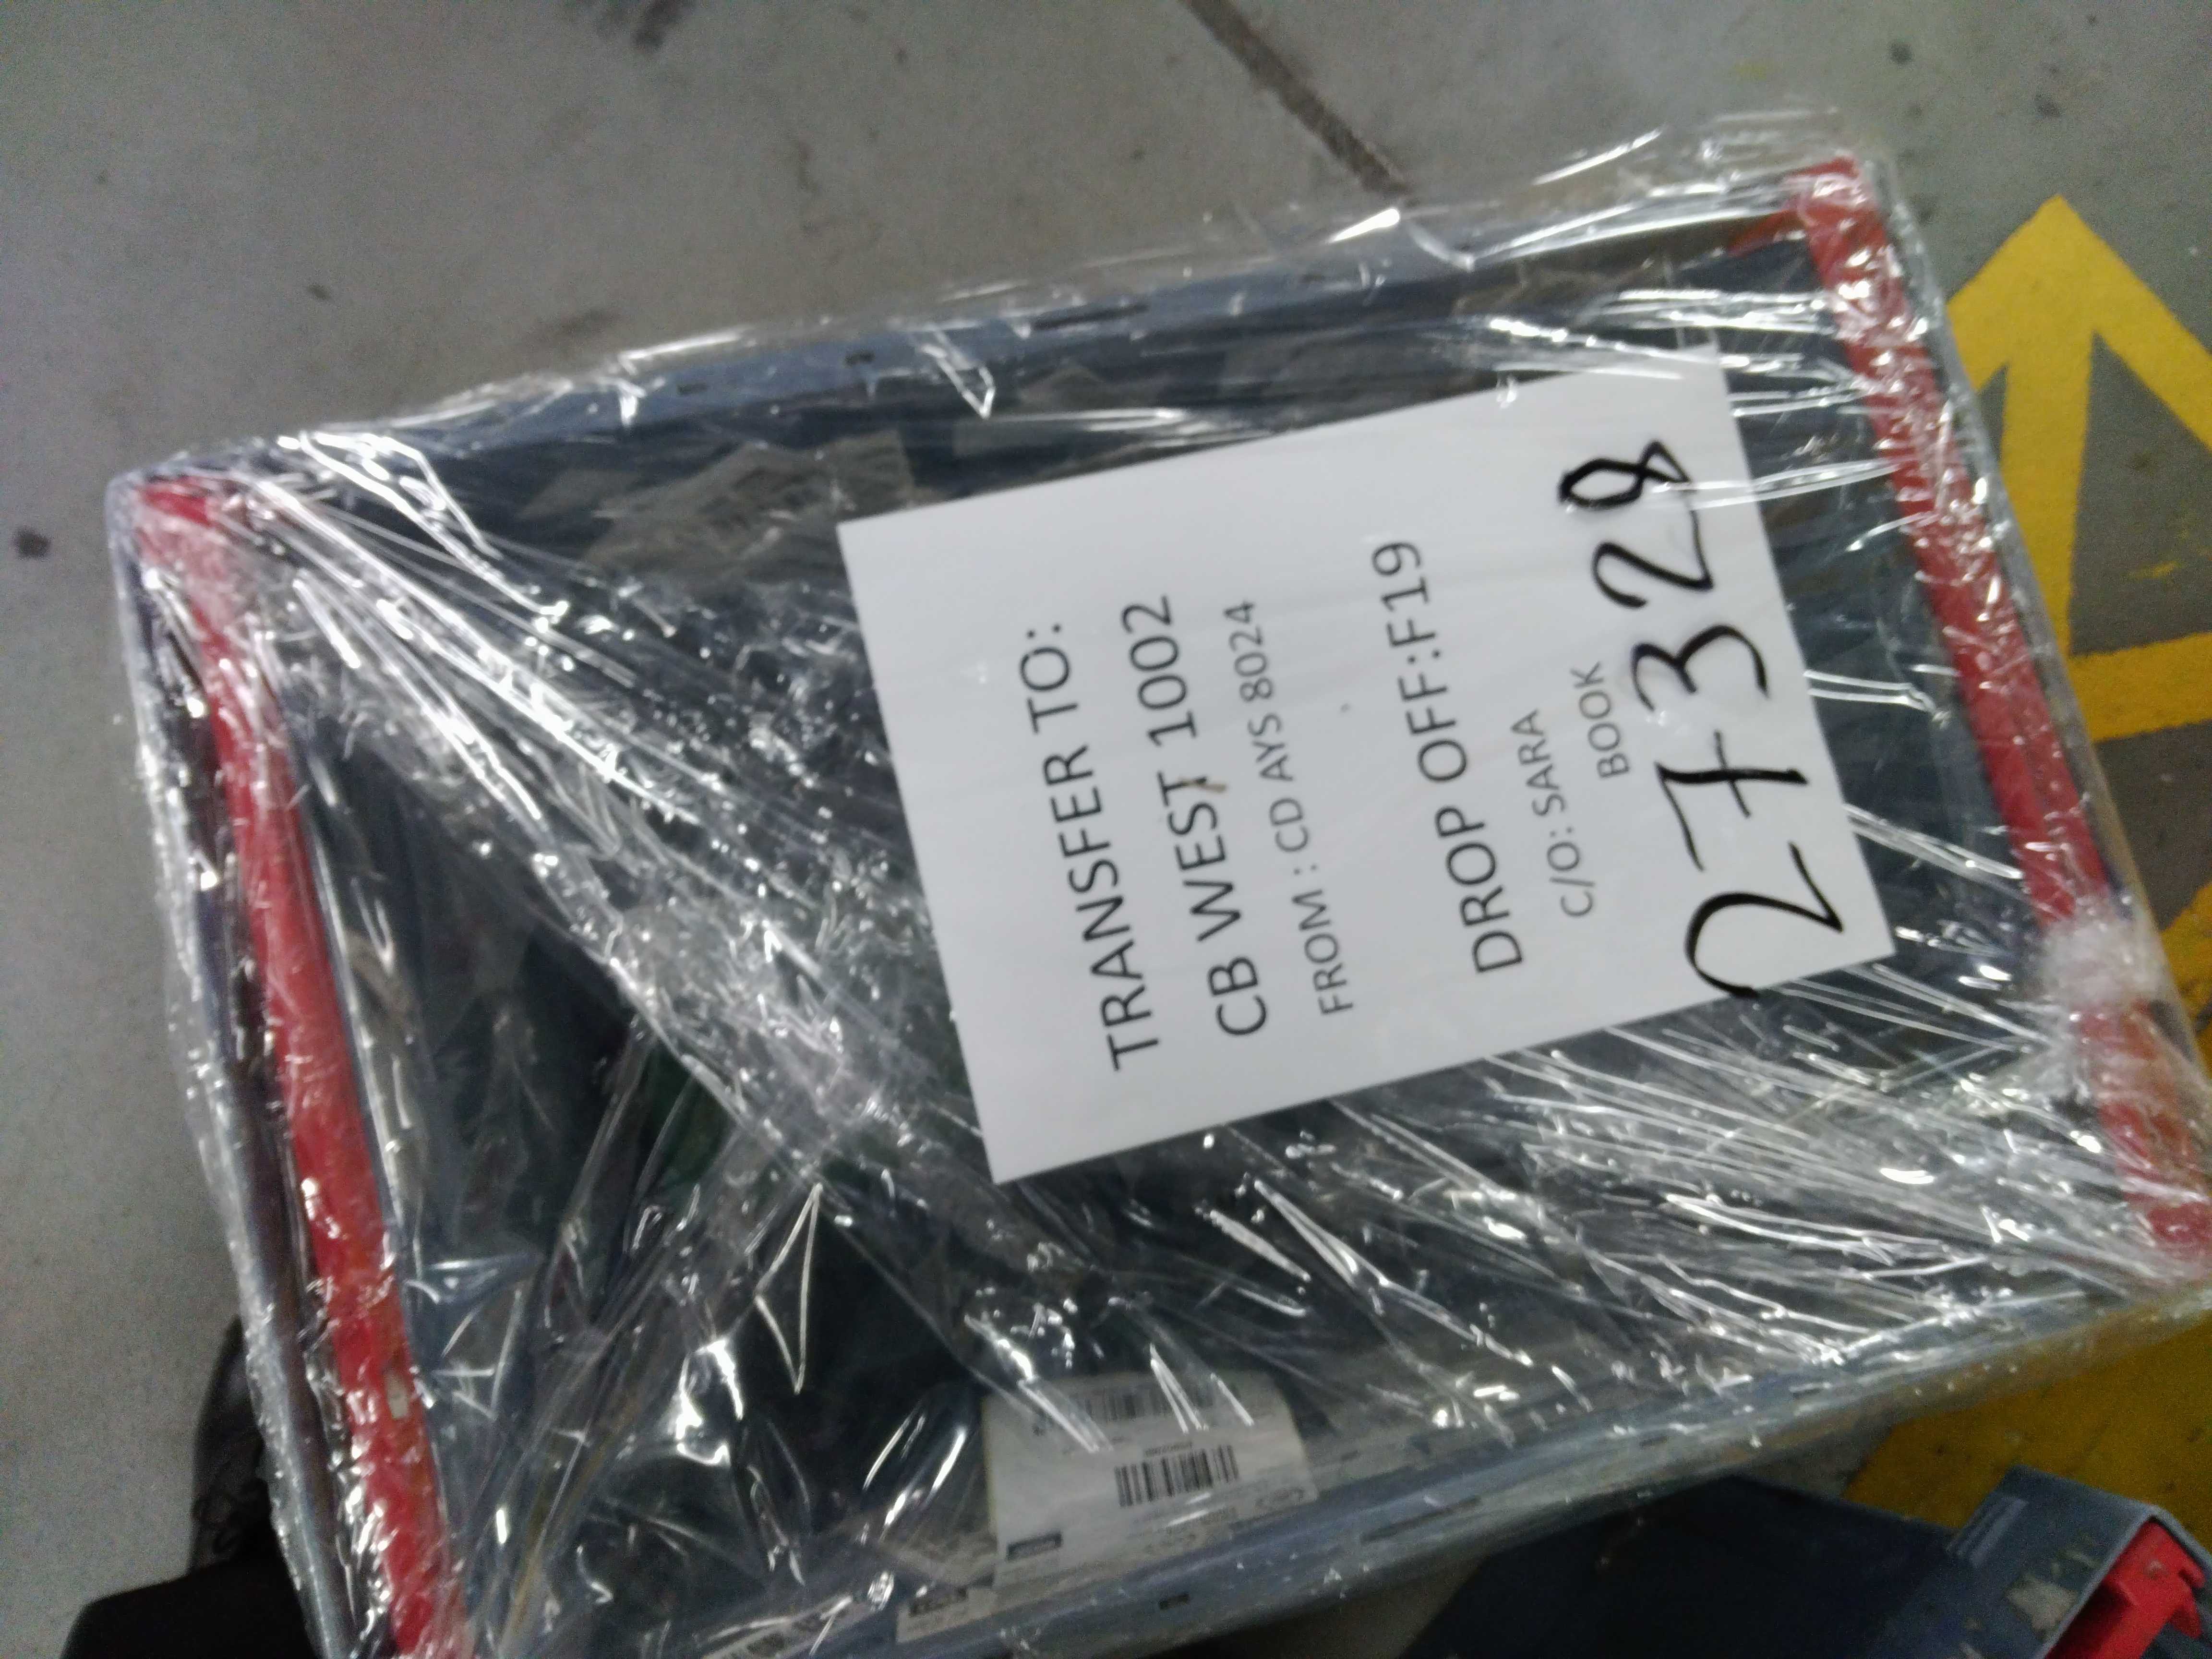 TRANSFER TO:
CB WEST 1002
FROM : CD AYS 8024
DROP OFF:F19
C/O: SARA
BOOK
27328